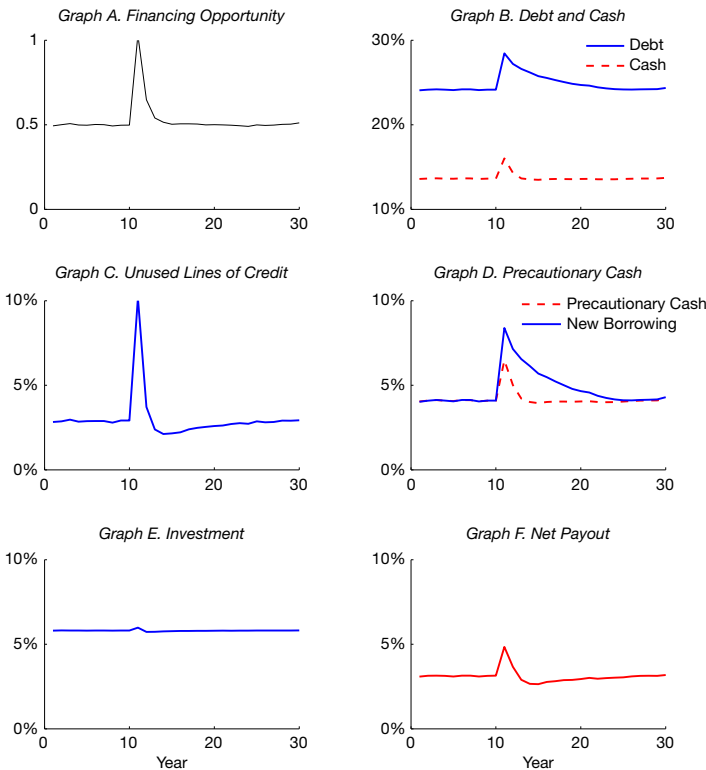 Graph A. Financing Opportunity
1
0.5
0
0 10 20 30
Graph B. Debt and Cash
30%
20%
10%
Debt
Cash
0 10 20 30
Graph C. Unused Lines of Credit
10%
5%
0%
0 10 20 30
Graph D. Precautionary Cash
10%
5%
0%
Precautionary Cash
New Borrowing
0 10 20 30
Graph E. Investment
10%
5%
0%
0 10 20 30
Year
Graph F. Net Payout
10%
5%
0%
0 10 20 30
Year